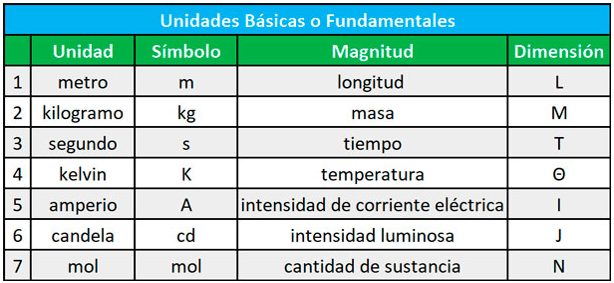 Unidades Básicas o Fundamentales
Unidad Símbolo Magnitud Dimensión
1 metro m longitud L
2 kilogramo kg masa M
3 segundo s tiempo T
4 kelvin K temperatura Θ
5 amperio A intensidad de corriente eléctrica I
6 candela cd intensidad luminosa J
7 mol mol cantidad de sustancia N